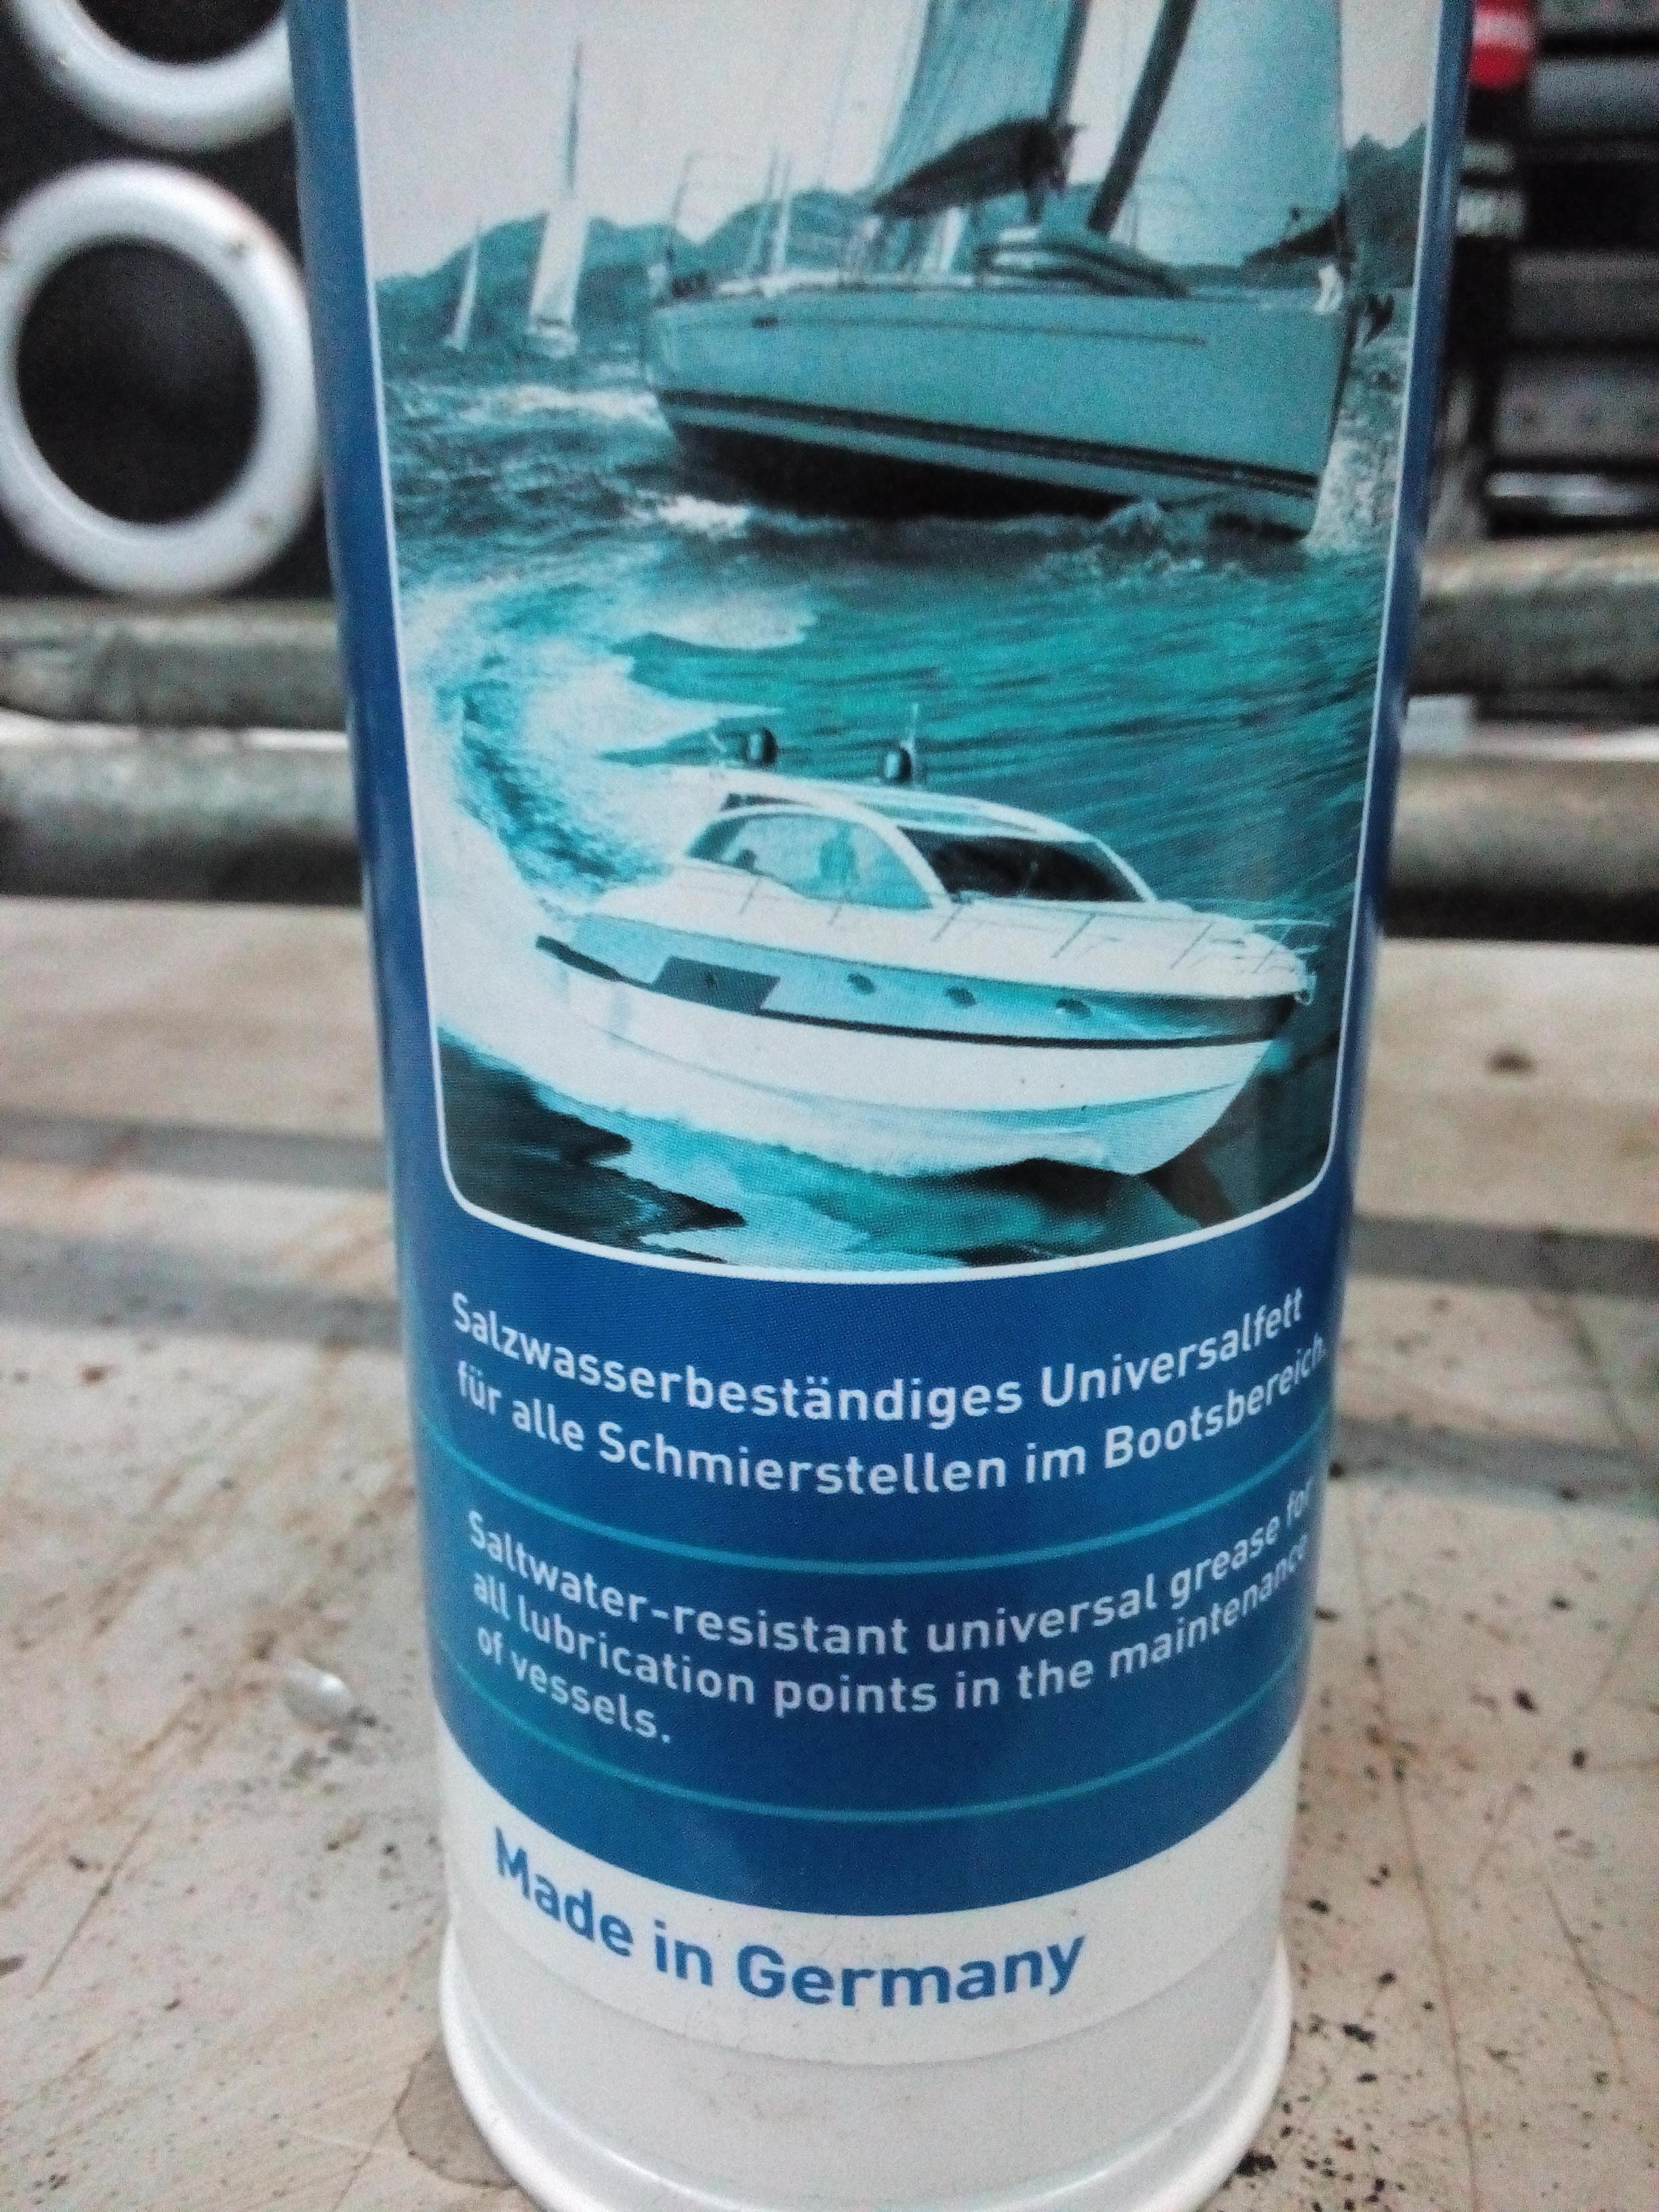 Salzwasserbeständiges Universalfett
für alle Schmierstellen im Bootsbereich.
Saltwater-resistant universal grease for
all lubrication points in the maintenance
of vessels.
Made in Germany